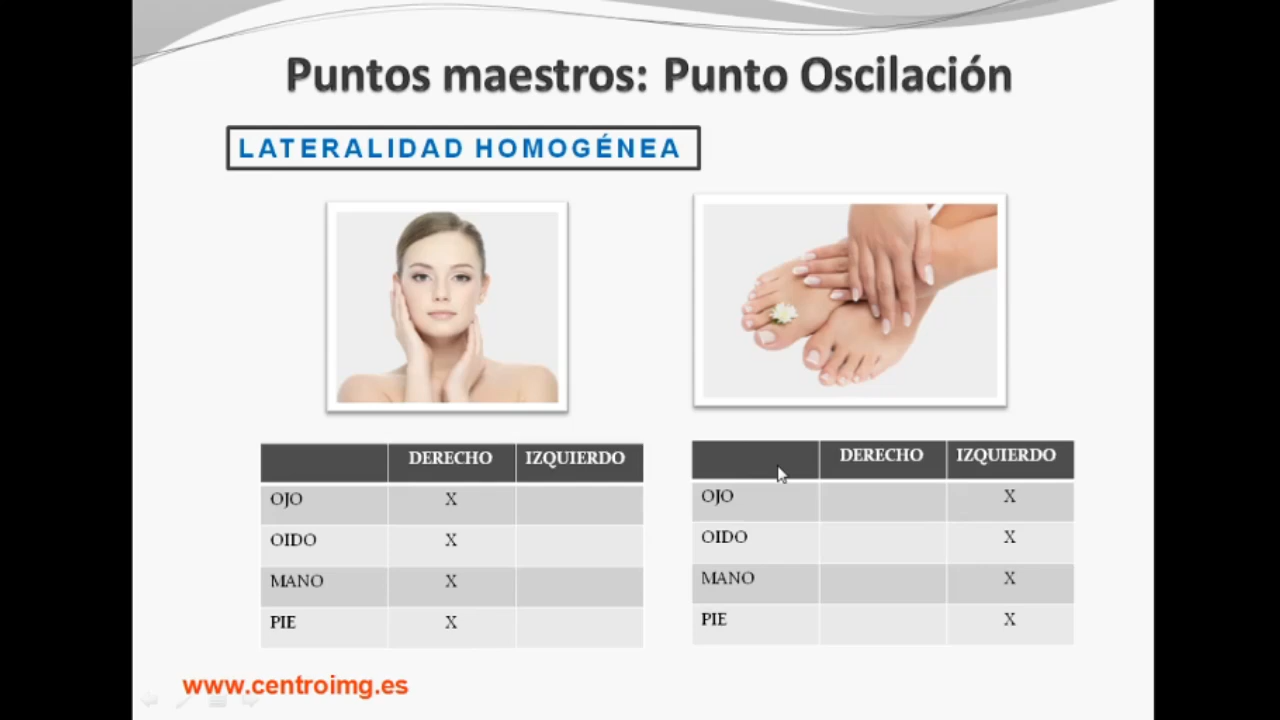 Puntos maestros: Punto Oscilación
LATERALIDAD HOMOGÉNEA
DERECHO IZQUIERDO
OJO X
OIDO X
MANO X
PIE X
DERECHO IZQUIERDO
OJO X
OIDO X
MANO X
PIE X
www.centroimg.es